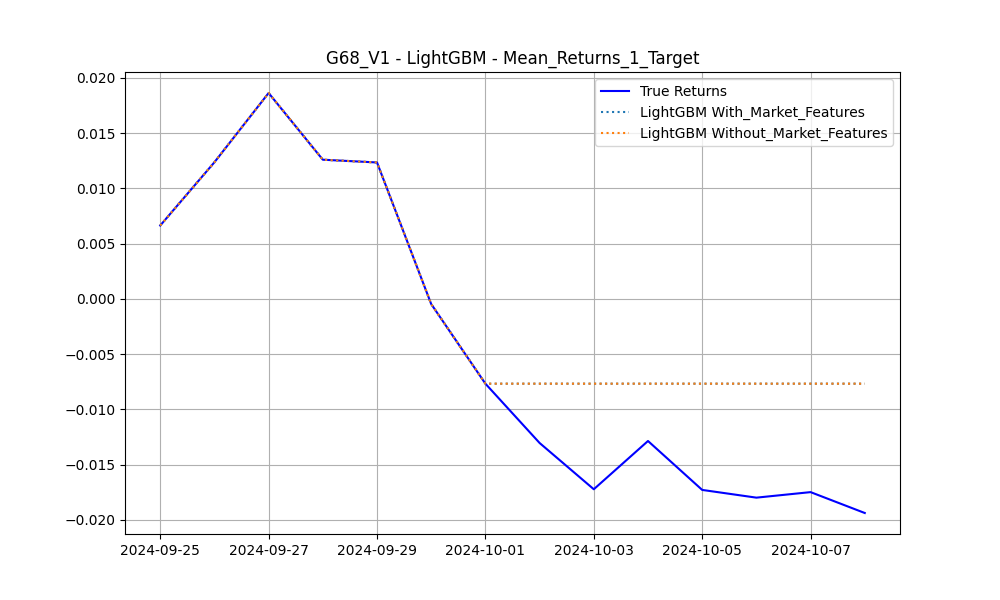 G68_V1 - LightGBM - Mean_Returns_1_Target
True Returns
LightGBM With_Market_Features
LightGBM Without_Market_Features
0.020
0.015
0.010
0.005
0.000
−0.005
−0.010
−0.015
−0.020
2024-09-25 2024-09-27 2024-09-29 2024-10-01 2024-10-03 2024-10-05 2024-10-07